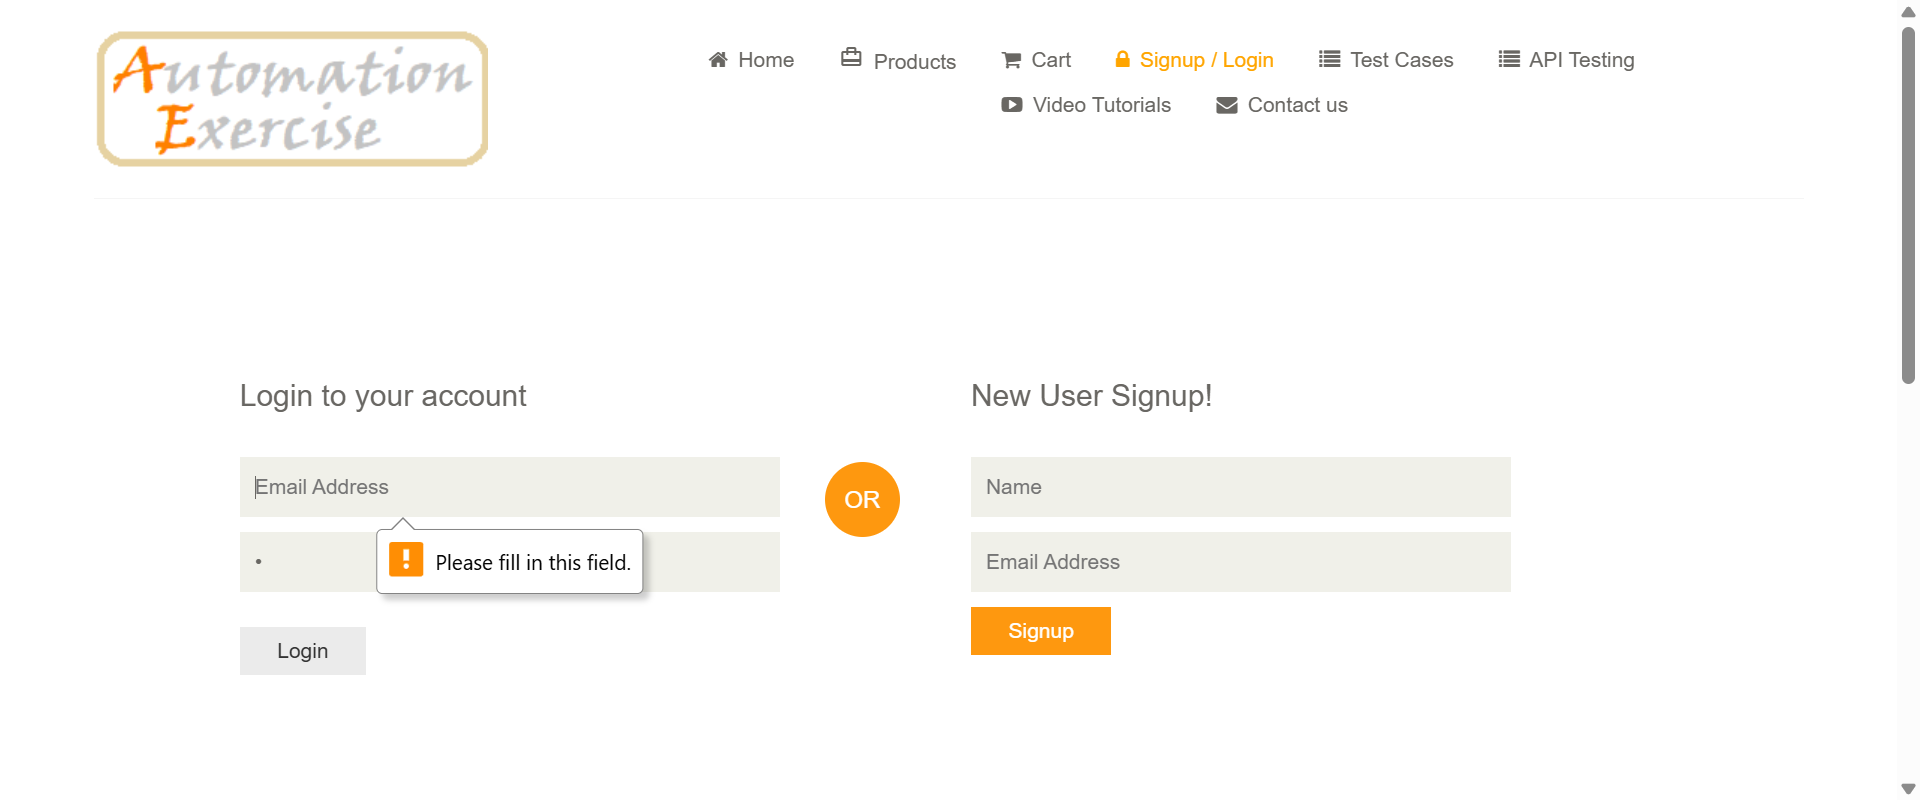 Automation
Exercise
Home
Products
Cart
Signup / Login
Test Cases
API Testing
Video Tutorials
Contact us
Login to your account
Email Address
•
Please fill in this field.
Login
OR
New User Signup!
Name
Email Address
Signup